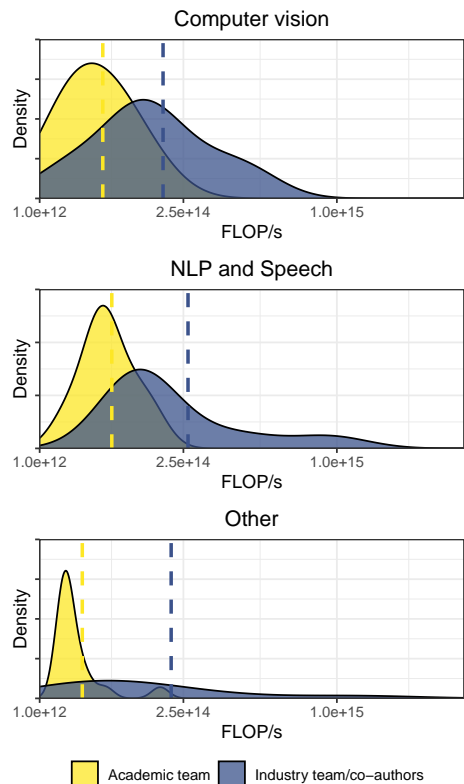 Computer vision
Density
1.0e+12 2.5e+14 1.0e+15
FLOP/s
NLP and Speech
Density
1.0e+12 2.5e+14 1.0e+15
FLOP/s
Other
Density
1.0e+12 2.5e+14 1.0e+15
FLOP/s
Academic team Industry team/co−authors